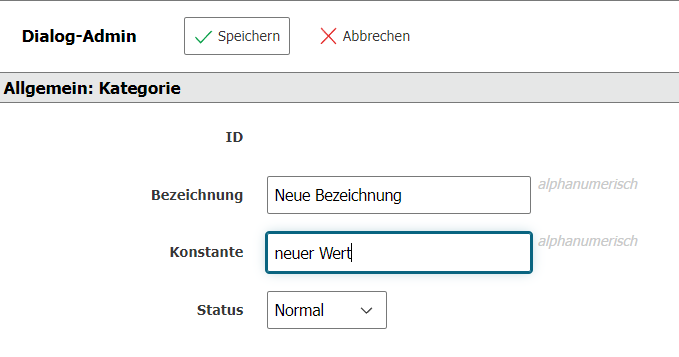 Dialog-Admin Speichern Abbrechen
Allgemein: Kategorie
ID
Bezeichnung Neue Bezeichnung alphanumerisch
Konstante neuer Wert alphanumerisch
Status Normal